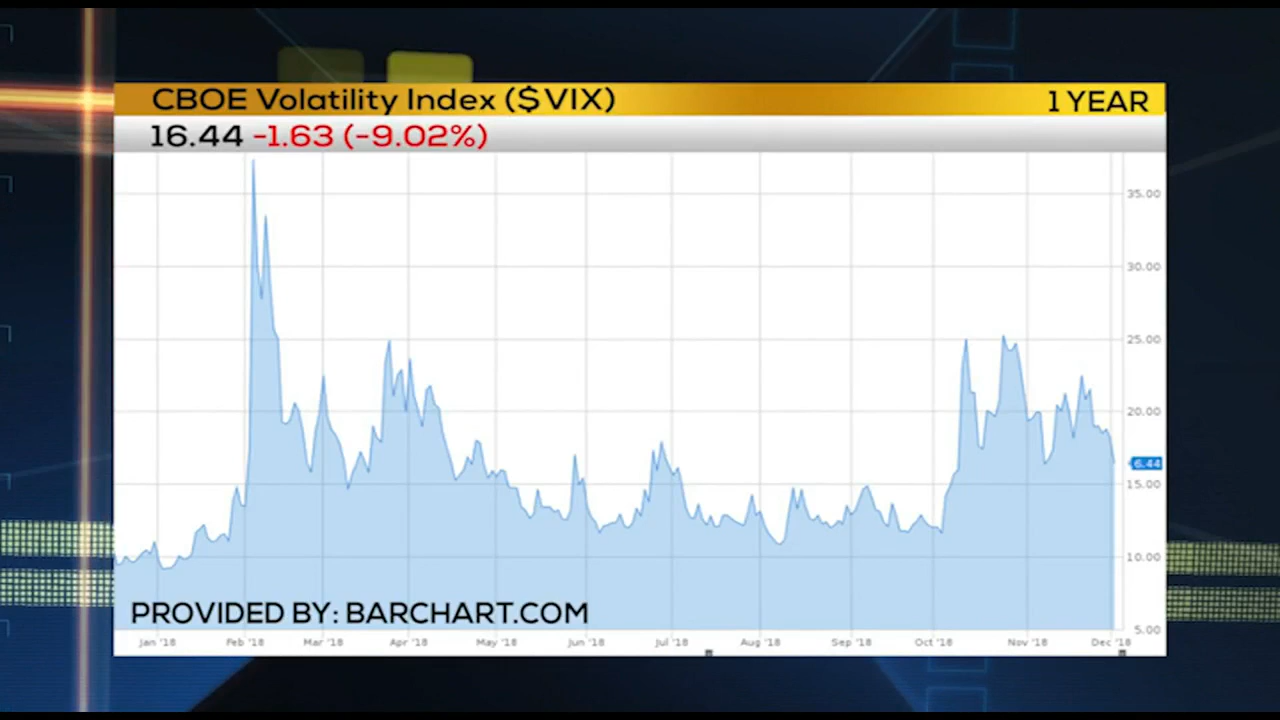 CBOE Volatility Index ($VIX) 1 YEAR
16.44 -1.63 (-9.02%)
35.00
30.00
25.00
20.00
6.44
15.00
10.00
PROVIDED BY: BARCHART.COM
5.00
Jan '18 Feb '18 Mar '18 Apr '18 May '18 Jun '18 Jul '18 Aug '18 Sep '18 Oct '18 Nov '18 Dec '18